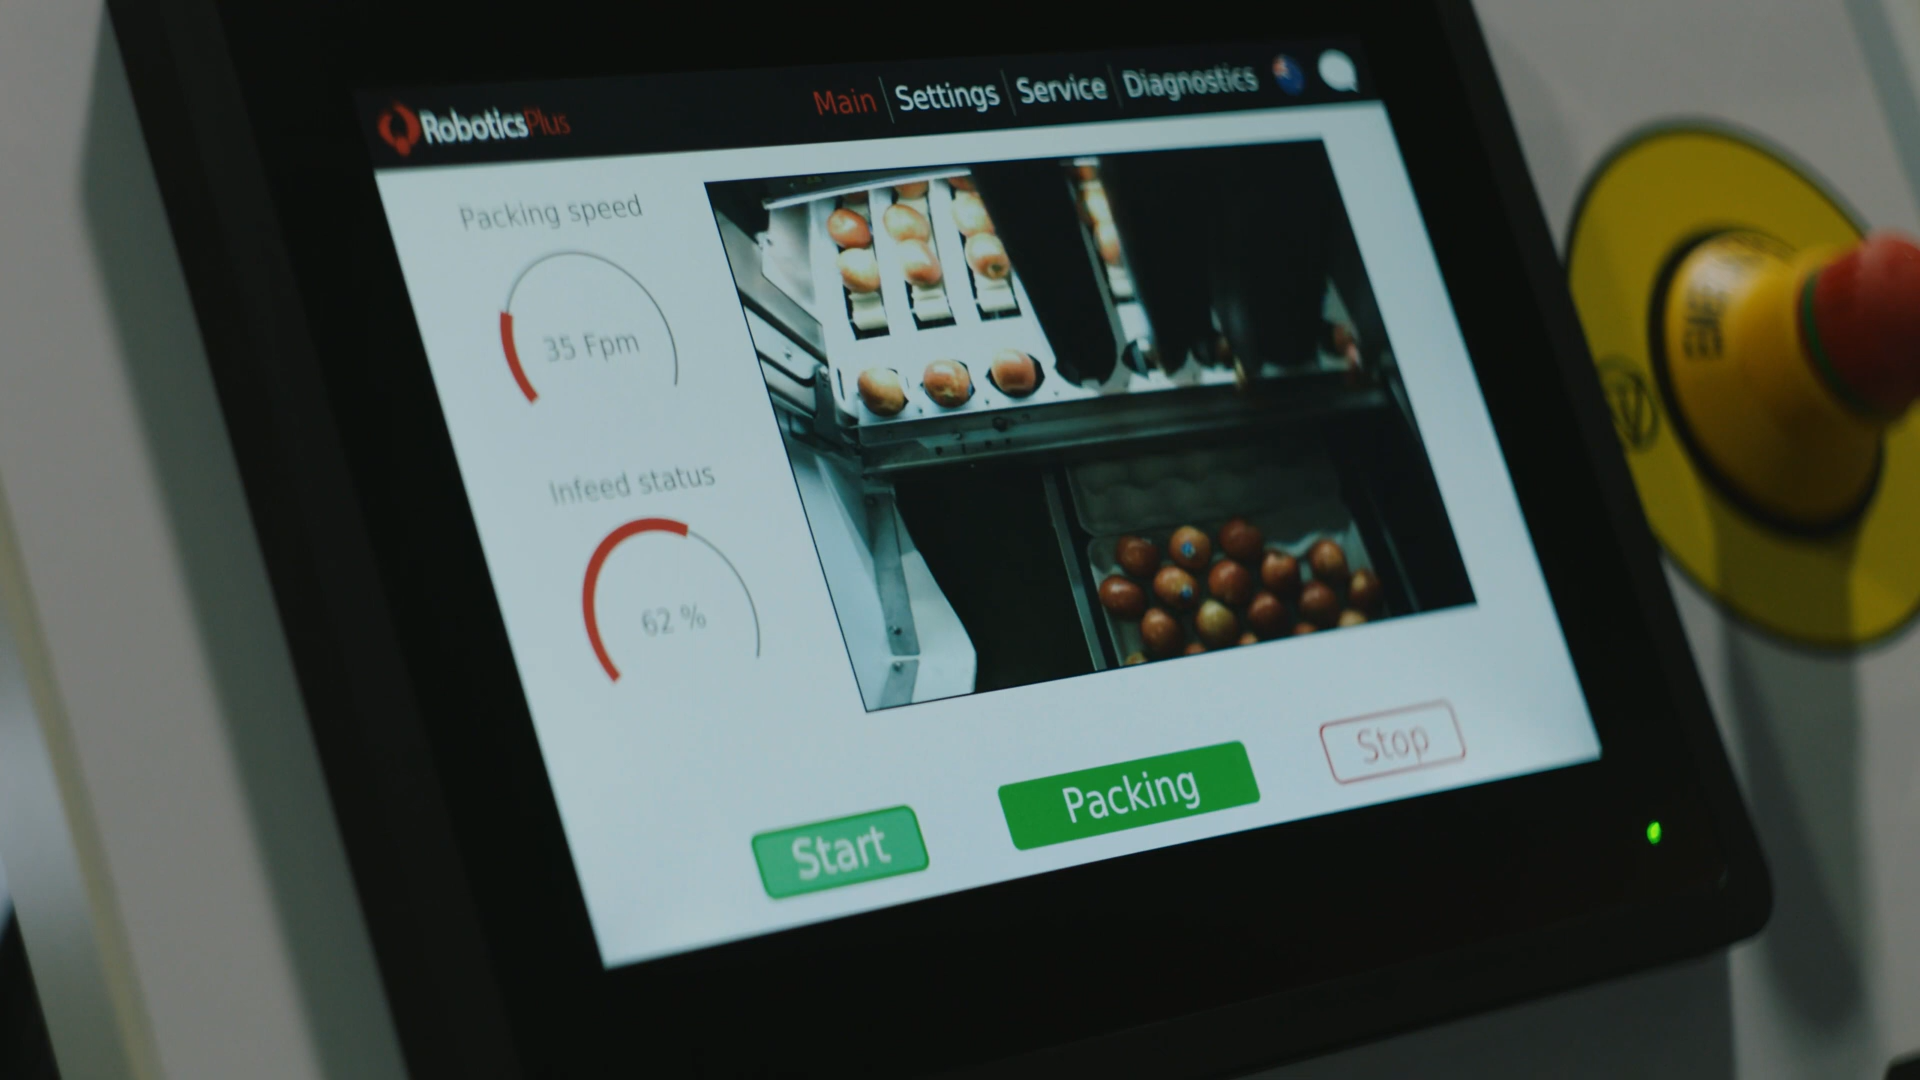 RoboticsPlus
Main Settings Service Diagnostics
Packing speed
35 Fpm
Infeed status
62 %
Start
Packing
Stop